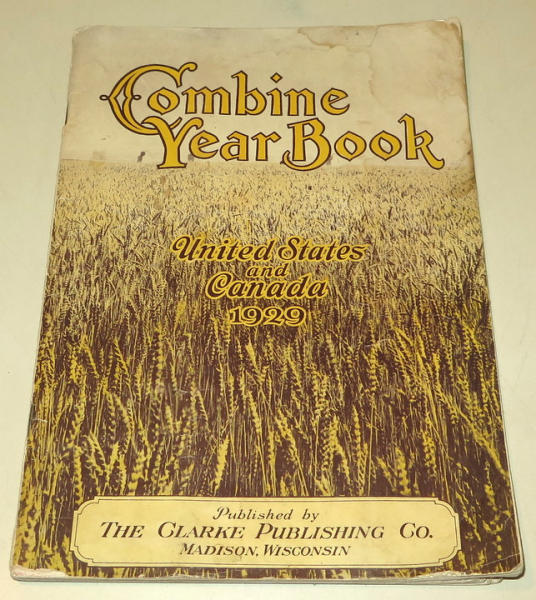 Combine
Year Book
United States
and
Canada
1929
Published by
THE CLARKE PUBLISHING CO.
MADISON, WISCONSIN